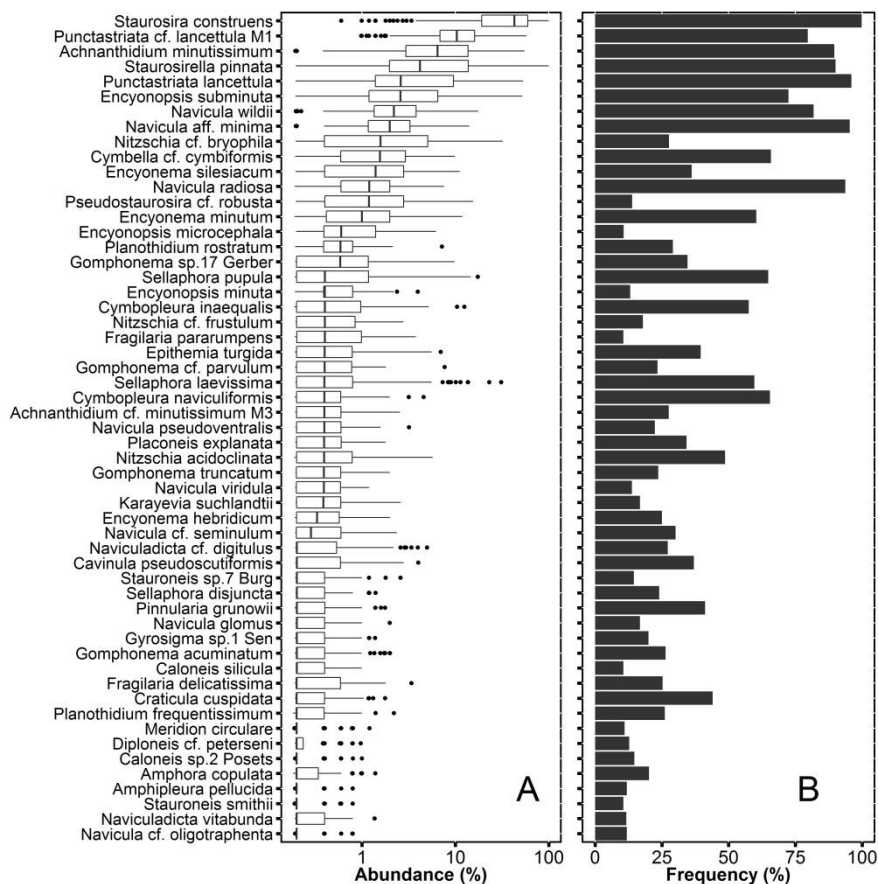 Staurosira construens
Punctastriata cf. lancettula M1
Achnanthidium minutissimum
Staurosirella pinnata
Punctastriata lancettula
Encyonopsis subminuta
Navicula wildii
Navicula aff. minima
Nitzschia cf. bryophila
Cymbella cf. cymbiformis
Encyonema silesiacum
Navicula radiosa
Pseudostaurosira cf. robusta
Encyonema minutum
Encyonopsis microcephala
Planothidium rostratum
Gomphonema sp.17 Gerber
Sellaphora pupula
Encyonopsis minuta
Cymbopleura inaequalis
Nitzschia cf. frustulum
Fragilaria pararumpens
Epithemia turgida
Gomphonema cf. parvulum
Sellaphora laevissima
Cymbopleura naviculiformis
Achnanthidium cf. minutissimum M3
Navicula pseudoventralis
Placoneis explanata
Nitzschia acidoclinata
Gomphonema truncatum
Navicula viridula
Karayevia suchlandtii
Encyonema hebridicum
Navicula cf. seminulum
Naviculadicta cf. digitulus
Cavinula pseudoscutiformis
Stauroneis sp.7 Burg
Sellaphora disjuncta
Pinnularia grunowii
Navicula glomus
Gyrosigma sp.1 Sen
Gomphonema acuminatum
Caloneis silicula
Fragilaria delicatissima
Craticula cuspidata
Planothidium frequentissimum
Meridion circulare
Diploneis cf. peterseni
Caloneis sp.2 Posets
Amphora copulata
Amphipleura pellucida
Stauroneis smithii
Naviculadicta vitabunda
Navicula cf. oligotraphenta
A
B
1 10 100
0 25 50 75 100
Abundance (%)
Frequency (%)